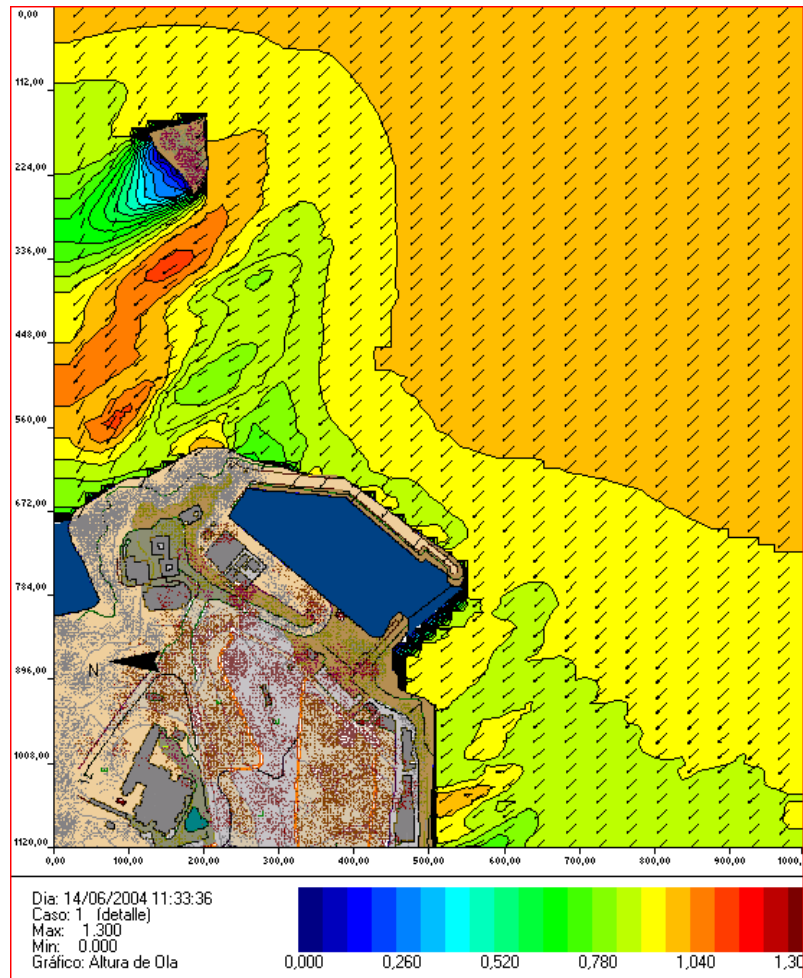 0,00
112,00
224,00
336,00
448,00
560,00
672,00
784,00
896,00
1008,00
1120,00
N
0,00 100,00 200,00 300,00 400,00 500,00 600,00 700,00 800,00 900,00 1000,
Dia: 14/06/2004 11:33:36
Caso: 1 (detalle)
Max: 1.300
Min: 0.000
Gráfico: Altura de Ola
0,000 0,260 0,520 0,780 1,040 1,30